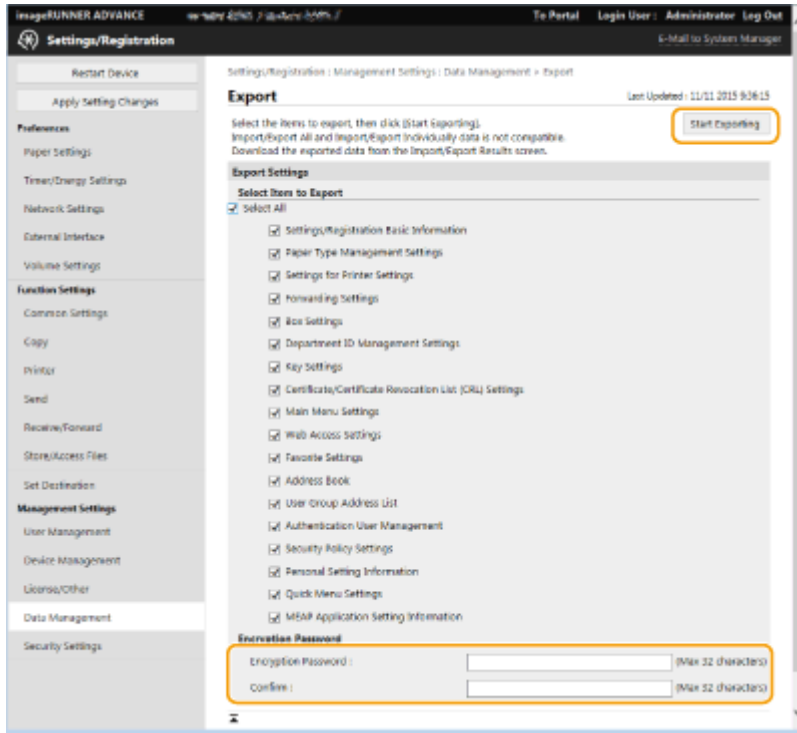 imageRUNNER ADVANCE
To Portal Login User : Administrator Log Out
Settings/Registration
E-Mail to System Manager
Restart Device
Apply Setting Changes
Preferences
Paper Settings
Timer/Energy Settings
Network Settings
External Interface
Volume Settings
Function Settings
Common Settings
Copy
Printer
Send
Receive/Forward
Store/Access Files
Set Destination
Management Settings
User Management
Device Management
License/Other
Data Management
Security Settings
Settings/Registration : Management Settings : Data Management > Export
Export
Last Updated : 11/11 2015 9:36:15
Select the items to export, then click [Start Exporting].
Import/Export All and Import/Export Individually data is not compatible.
Download the exported data from the Import/Export Results screen.
Start Exporting
Export Settings
Select Item to Export
Select All
Settings/Registration Basic Information
Paper Type Management Settings
Settings for Printer Settings
Forwarding Settings
Box Settings
Department ID Management Settings
Key Settings
Certificate/Certificate Revocation List (CRL) Settings
Main Menu Settings
Web Access Settings
Favorite Settings
Address Book
User Group Address List
Authentication User Management
Security Policy Settings
Personal Setting Information
Quick Menu Settings
MEAP Application Setting Information
Encryption Password
Encryption Password :
(Max 32 characters)
Confirm :
(Max 32 characters)